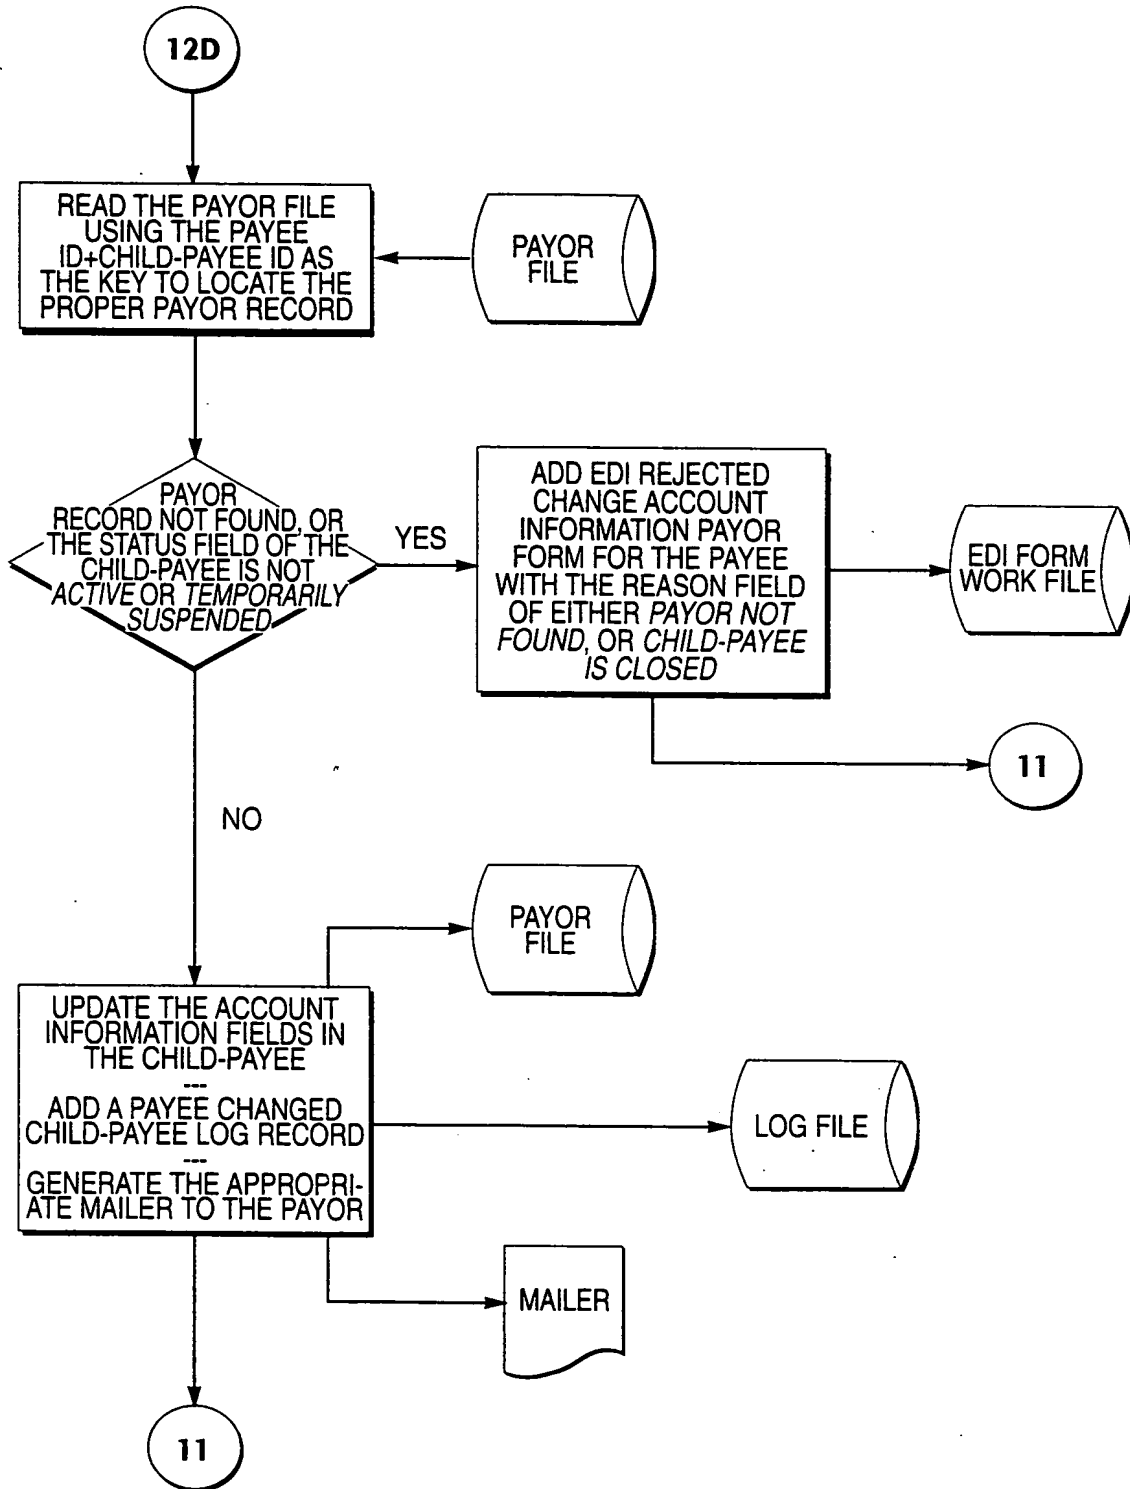 12D
READ THE PAYOR FILE
USING THE PAYEE
ID+CHILD-PAYEE ID AS
THE KEY TO LOCATE THE
PROPER PAYOR RECORD
PAYOR
FILE
PAYOR
RECORD NOT FOUND, OR
THE STATUS FIELD OF THE
CHILD-PAYEE IS NOT
ACTIVE OR TEMPORARILY
SUSPENDED
YES
ADD EDI REJECTED
CHANGE ACCOUNT
INFORMATION PAYOR
FORM FOR THE PAYEE
WITH THE REASON FIELD
OF EITHER PAYOR NOT
FOUND, OR CHILD-PAYEE
IS CLOSED
EDI FORM
WORK FILE
11
NO
PAYOR
FILE
UPDATE THE ACCOUNT
INFORMATION FIELDS IN
THE CHILD-PAYEE
---
ADD A PAYEE CHANGED
CHILD-PAYEE LOG RECORD
---
GENERATE THE APPROPRI-
ATE MAILER TO THE PAYOR
LOG FILE
MAILER
11